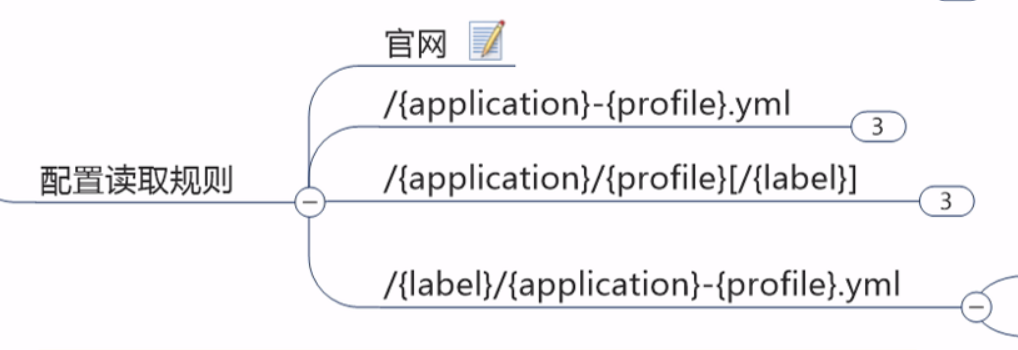 官网
/{application}-{profile}.yml
3
配置读取规则
/{application}/{profile}[/{label}]
3
/{label}/{application}-{profile}.yml